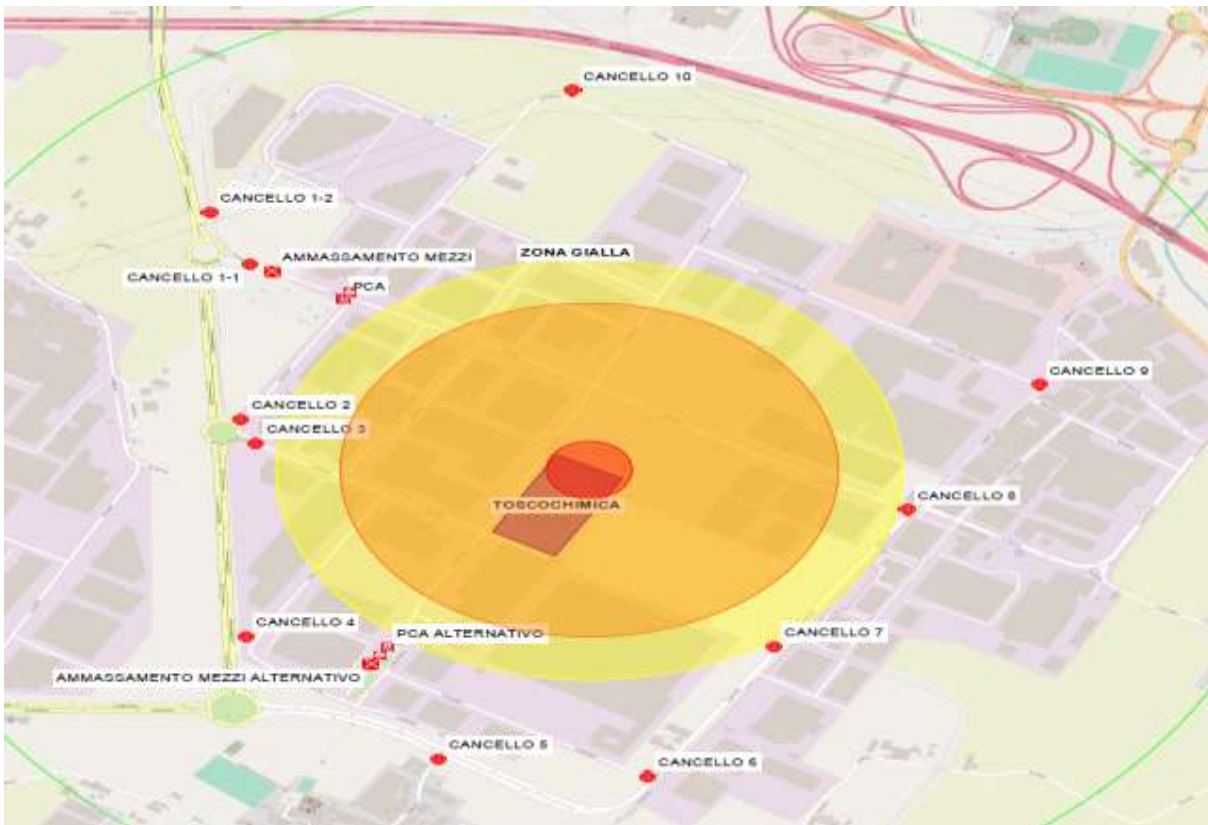 CANCELLO 10
CANCELLO 1-2
ZONA GIALLA
AMMASSAMENTO MEZZI
CANCELLO 1-1
PCA
CANCELLO 9
CANCELLO 2
CANCELLO 3
CANCELLO 8
TOSCOCHIMICA
CANCELLO 4
PCA ALTERNATIVO
CANCELLO 7
AMMASSAMENTO MEZZI ALTERNATIVO
CANCELLO 5
CANCELLO 6